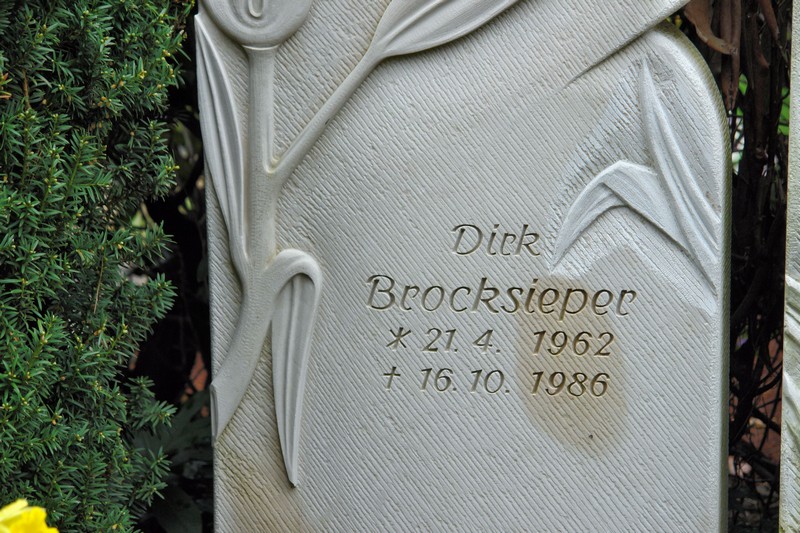 Dirk
Brocksieper
* 21. 4. 1962
† 16. 10. 1986